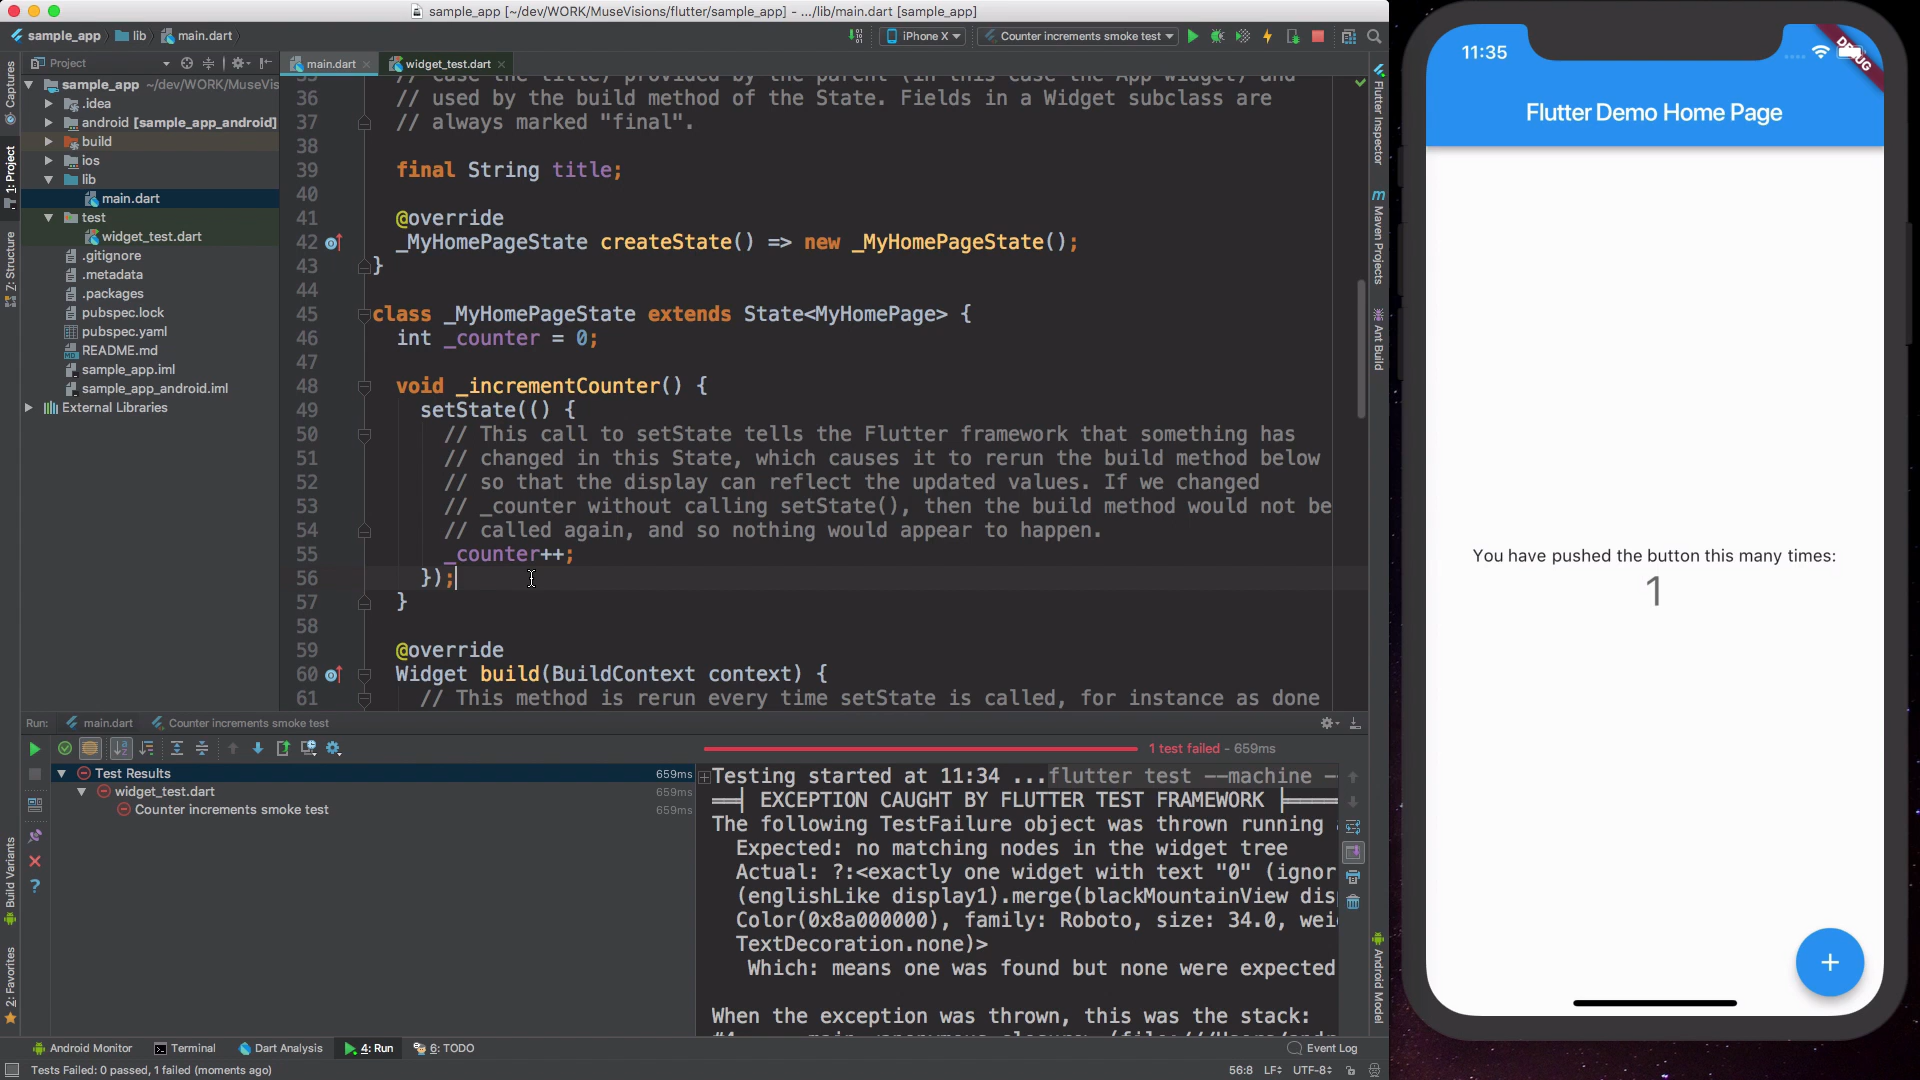 sample_app [~/dev/WORK/MuseVisions/flutter/sample_app] - .../lib/main.dart [sample_app]
sample_app lib main.dart
iPhone X Counter increments smoke test
Project
main.dart widget_test.dart
sample_app ~/dev/WORK/MuseVis
.idea
android [sample_app_android]
build
ios
lib
main.dart
test
widget_test.dart
.gitignore
.metadata
.packages
pubspec.lock
pubspec.yaml
README.md
sample_app.iml
sample_app_android.iml
External Libraries
Captures
1: Project
Z: Structure
Build Variants
2: Favorites
// case the title) provided by the parent (in this case the App widget) and
36 // used by the build method of the State. Fields in a Widget subclass are
37 // always marked "final".
38
39 final String title;
40
41 @override
42 _MyHomePageState createState() => new _MyHomePageState();
43 }
44
45 class _MyHomePageState extends State<MyHomePage> {
46 int _counter = 0;
47
48 void _incrementCounter() {
49 setState(() {
50 // This call to setState tells the Flutter framework that something has
51 // changed in this State, which causes it to rerun the build method below
52 // so that the display can reflect the updated values. If we changed
53 // _counter without calling setState(), then the build method would not be
54 // called again, and so nothing would appear to happen.
55 _counter++;
56 });
57 }
58
59 @override
60 Widget build(BuildContext context) {
61 // This method is rerun every time setState is called, for instance as done
Flutter Inspector
Maven Projects
Ant Build
Android Model
Run: main.dart Counter increments smoke test
1 test failed - 659ms
Test Results 659ms
widget_test.dart 659ms
Counter increments smoke test 659ms
Testing started at 11:34 ...flutter test --machine
EXCEPTION CAUGHT BY FLUTTER TEST FRAMEWORK
The following TestFailure object was thrown running
Expected: no matching nodes in the widget tree
Actual: ?:<exactly one widget with text "0" (ignor
(englishLike display1).merge(blackMountainView dis
Color(0x8a000000), family: Roboto, size: 34.0, wei
TextDecoration.none)>
Which: means one was found but none were expected
When the exception was thrown, this was the stack:
Android Monitor Terminal Dart Analysis 4: Run 6: TODO Event Log
Tests Failed: 0 passed, 1 failed (moments ago) 56:8 LF UTF-8
11:35
DEBUG
Flutter Demo Home Page
You have pushed the button this many times:
1
+